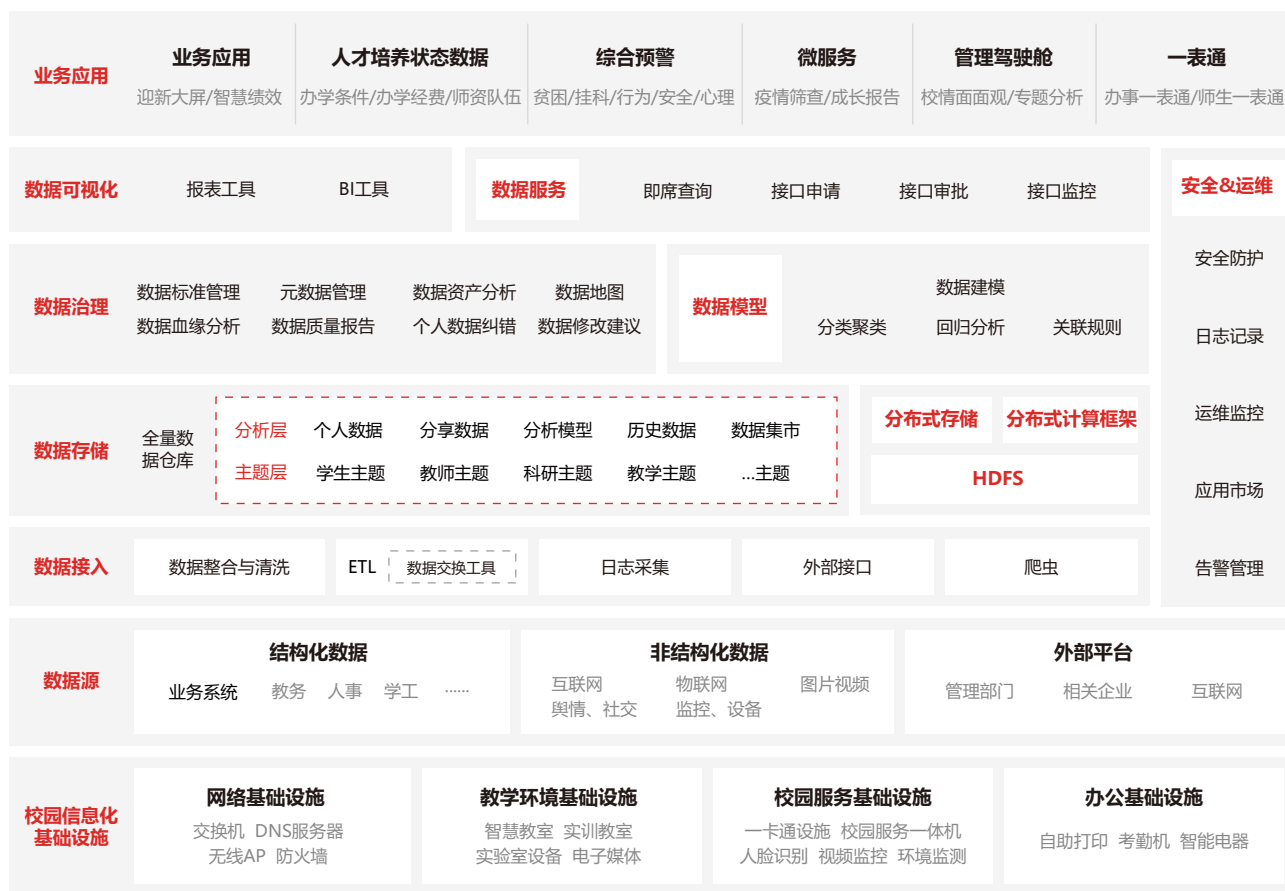 业务应用
业务应用
迎新大屏/智慧绩效
人才培养状态数据
办学条件/办学经费/师资队伍
综合预警
贫困/挂科/行为/安全/心理
微服务
疫情筛查/成长报告
管理驾驶舱
校情面面观/专题分析
一表通
办事一表通/师生一表通
数据可视化
报表工具
BI工具
数据服务
即席查询
接口申请
接口审批
接口监控
安全&运维
安全防护
日志记录
运维监控
应用市场
告警管理
数据治理
数据标准管理 元数据管理 数据资产分析 数据地图
数据血缘分析 数据质量报告 个人数据纠错 数据修改建议
数据模型
数据建模
分类聚类 回归分析 关联规则
数据存储
全量数
据仓库
分析层 个人数据 分享数据 分析模型 历史数据 数据集市
主题层 学生主题 教师主题 科研主题 教学主题 ...主题
分布式存储
分布式计算框架
HDFS
数据接入
数据整合与清洗
ETL 数据交换工具
日志采集
外部接口
爬虫
数据源
结构化数据
业务系统 教务 人事 学工 ······
非结构化数据
互联网 物联网 图片视频
舆情、社交 监控、设备
外部平台
管理部门 相关企业 互联网
校园信息化
基础设施
网络基础设施
交换机 DNS服务器
无线AP 防火墙
教学环境基础设施
智慧教室 实训教室
实验室设备 电子媒体
校园服务基础设施
一卡通设施 校园服务一体机
人脸识别 视频监控 环境监测
办公基础设施
自助打印 考勤机 智能电器